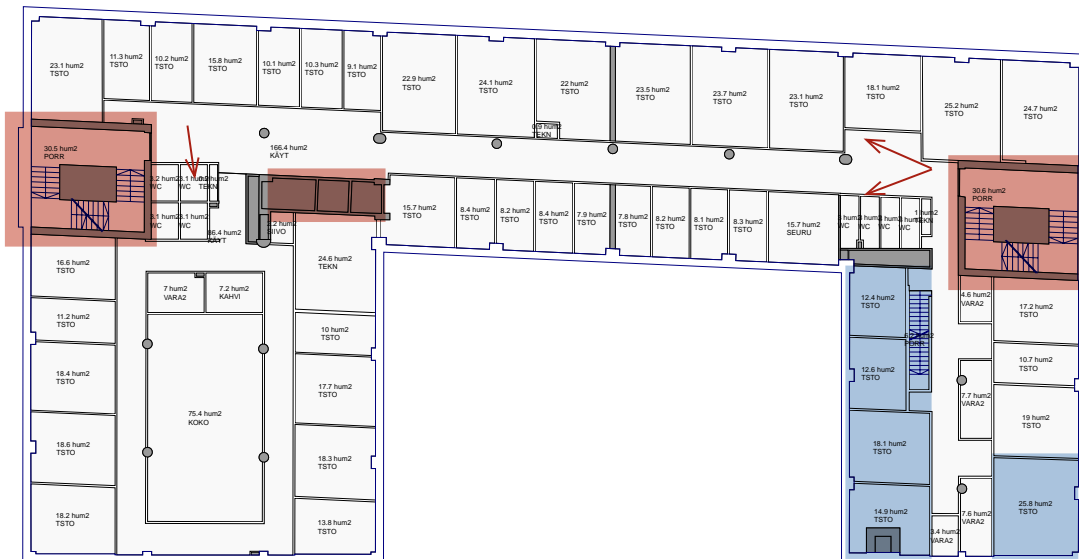 23.1 hum2
TSTO
11.3 hum2
TSTO
10.2 hum2
TSTO
15.8 hum2
TSTO
10.1 hum2
TSTO
10.3 hum2
TSTO
9.1 hum2
TSTO
22.9 hum2
TSTO
24.1 hum2
TSTO
22 hum2
TSTO
23.5 hum2
TSTO
23.7 hum2
TSTO
23.1 hum2
TSTO
18.1 hum2
TSTO
25.2 hum2
TSTO
24.7 hum2
TSTO
0.9 hum2
TEKN
30.5 hum2
PORR
166.4 hum2
KÄYT
WC
WC
TEKN
WC
WC
86.4 hum2
KÄYT
SIIVO
15.7 hum2
TSTO
8.4 hum2
TSTO
8.2 hum2
TSTO
8.4 hum2
TSTO
7.9 hum2
TSTO
7.8 hum2
TSTO
8.2 hum2
TSTO
8.1 hum2
TSTO
8.3 hum2
TSTO
15.7 hum2
SEURU
WC
WC
WC
WC
TEKN
30.6 hum2
PORR
16.6 hum2
TSTO
24.6 hum2
TEKN
7 hum2
VARA2
7.2 hum2
KAHVI
12.4 hum2
TSTO
PORR
4.6 hum2
VARA2
17.2 hum2
TSTO
11.2 hum2
TSTO
10 hum2
TSTO
10.7 hum2
TSTO
18.4 hum2
TSTO
17.7 hum2
TSTO
12.6 hum2
TSTO
7.7 hum2
VARA2
75.4 hum2
KOKO
19 hum2
TSTO
18.6 hum2
TSTO
18.3 hum2
TSTO
18.1 hum2
TSTO
18.2 hum2
TSTO
13.8 hum2
TSTO
14.9 hum2
TSTO
7.6 hum2
VARA2
3.4 hum2
VARA2
25.8 hum2
TSTO